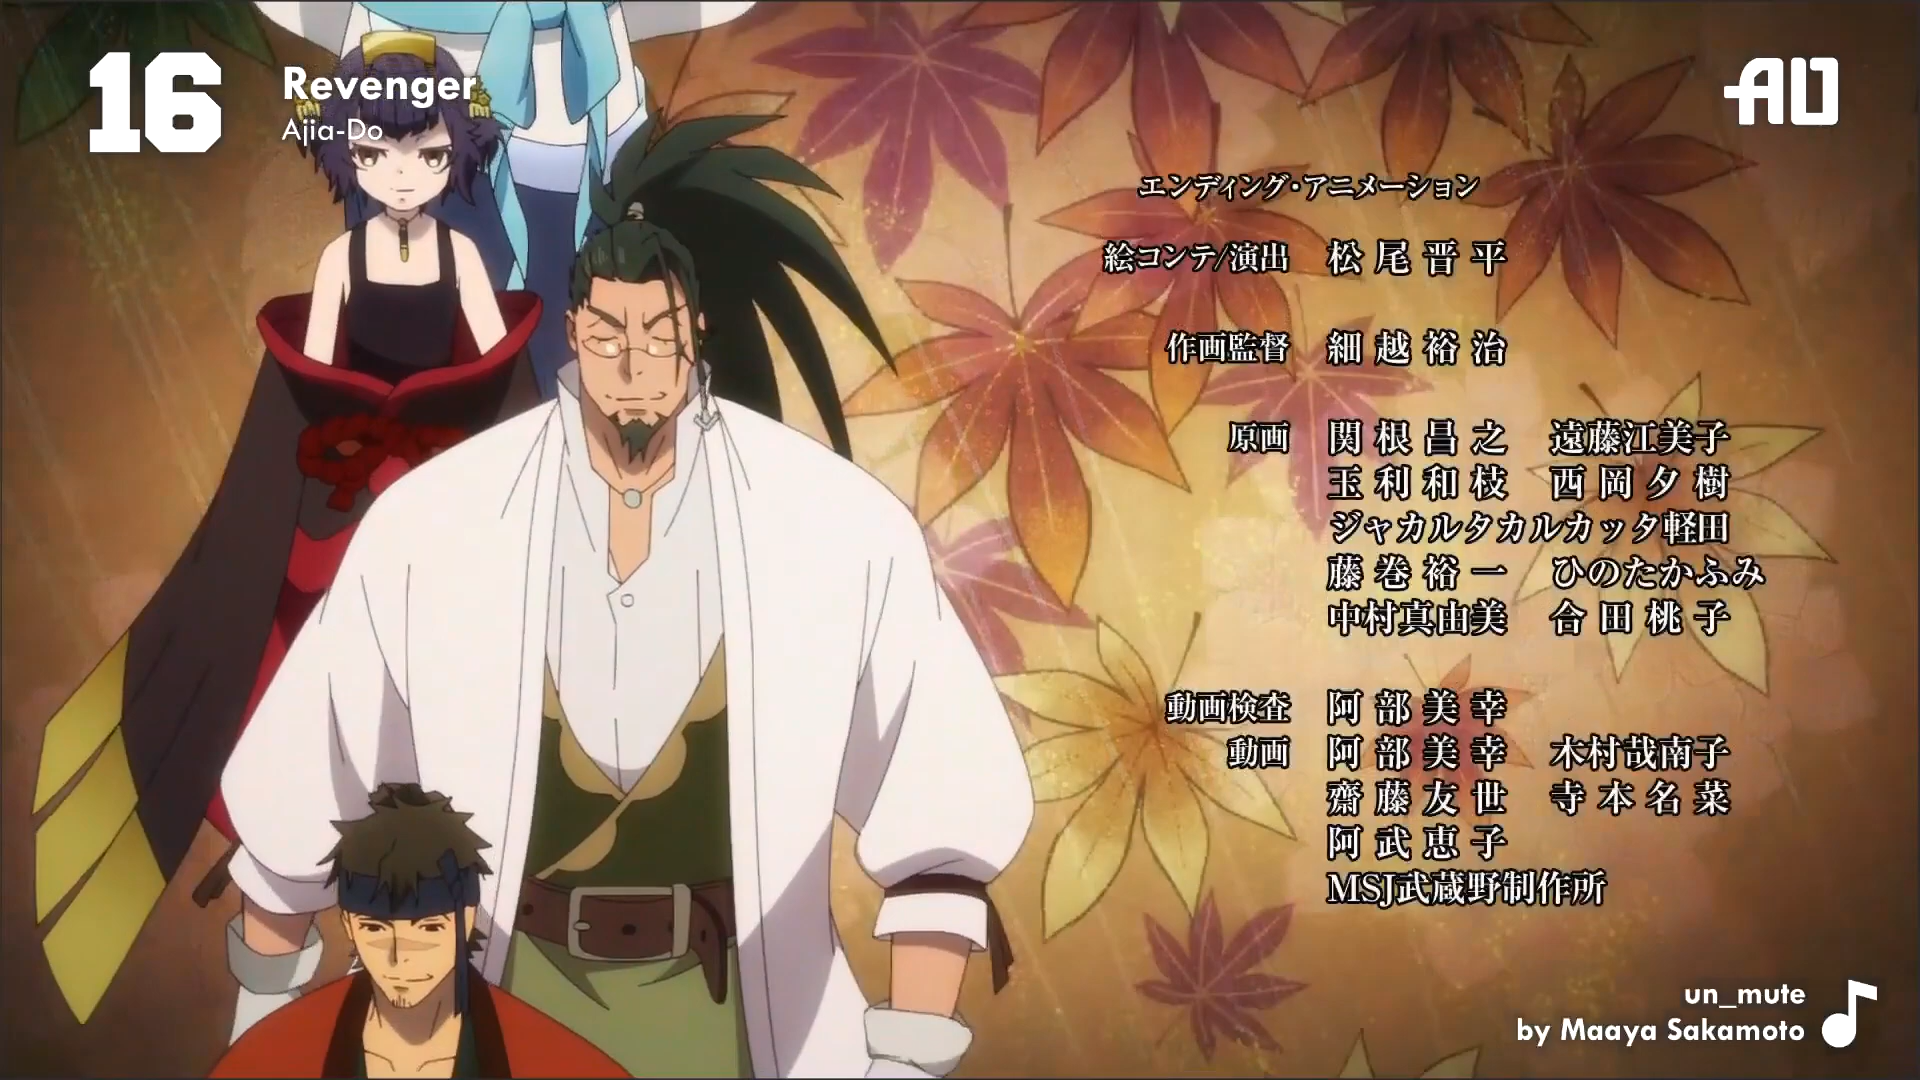 16
Revenger
Ajia-Do
AU
エンディング・アニメーション
絵コンテ/演出 松尾晋平
作画監督 細越裕治
原画 関根昌之 遠藤江美子
玉利和枝 西岡夕樹
ジャカルタカルカッタ軽田
藤巻裕一 ひのたかふみ
中村真由美 合田桃子
動画検査 阿部美幸
動画 阿部美幸 木村哉南子
齋藤友世 寺本名菜
阿武恵子
MSJ武蔵野制作所
un_mute
by Maaya Sakamoto